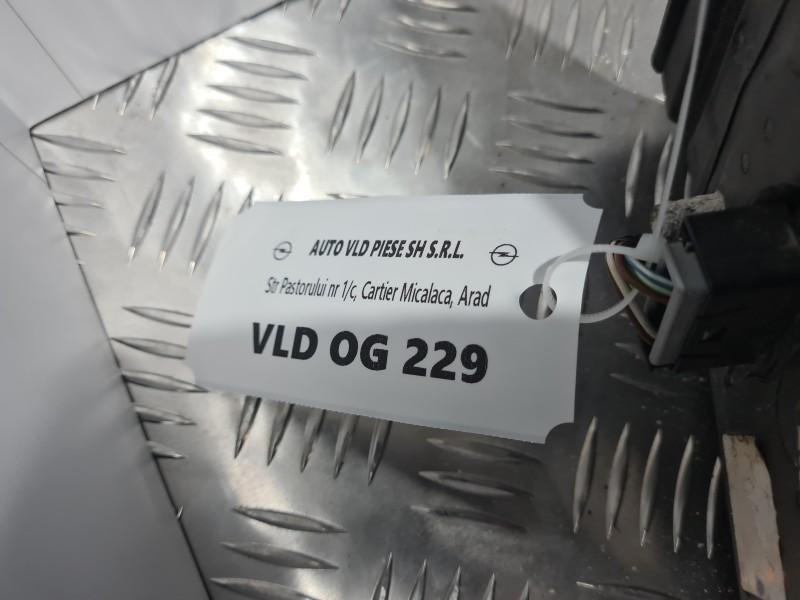 AUTO VLD PIESE SH S.R.L.
Str Pastorului nr 1/c, Cartier Micalaca, Arad
VLD OG 229